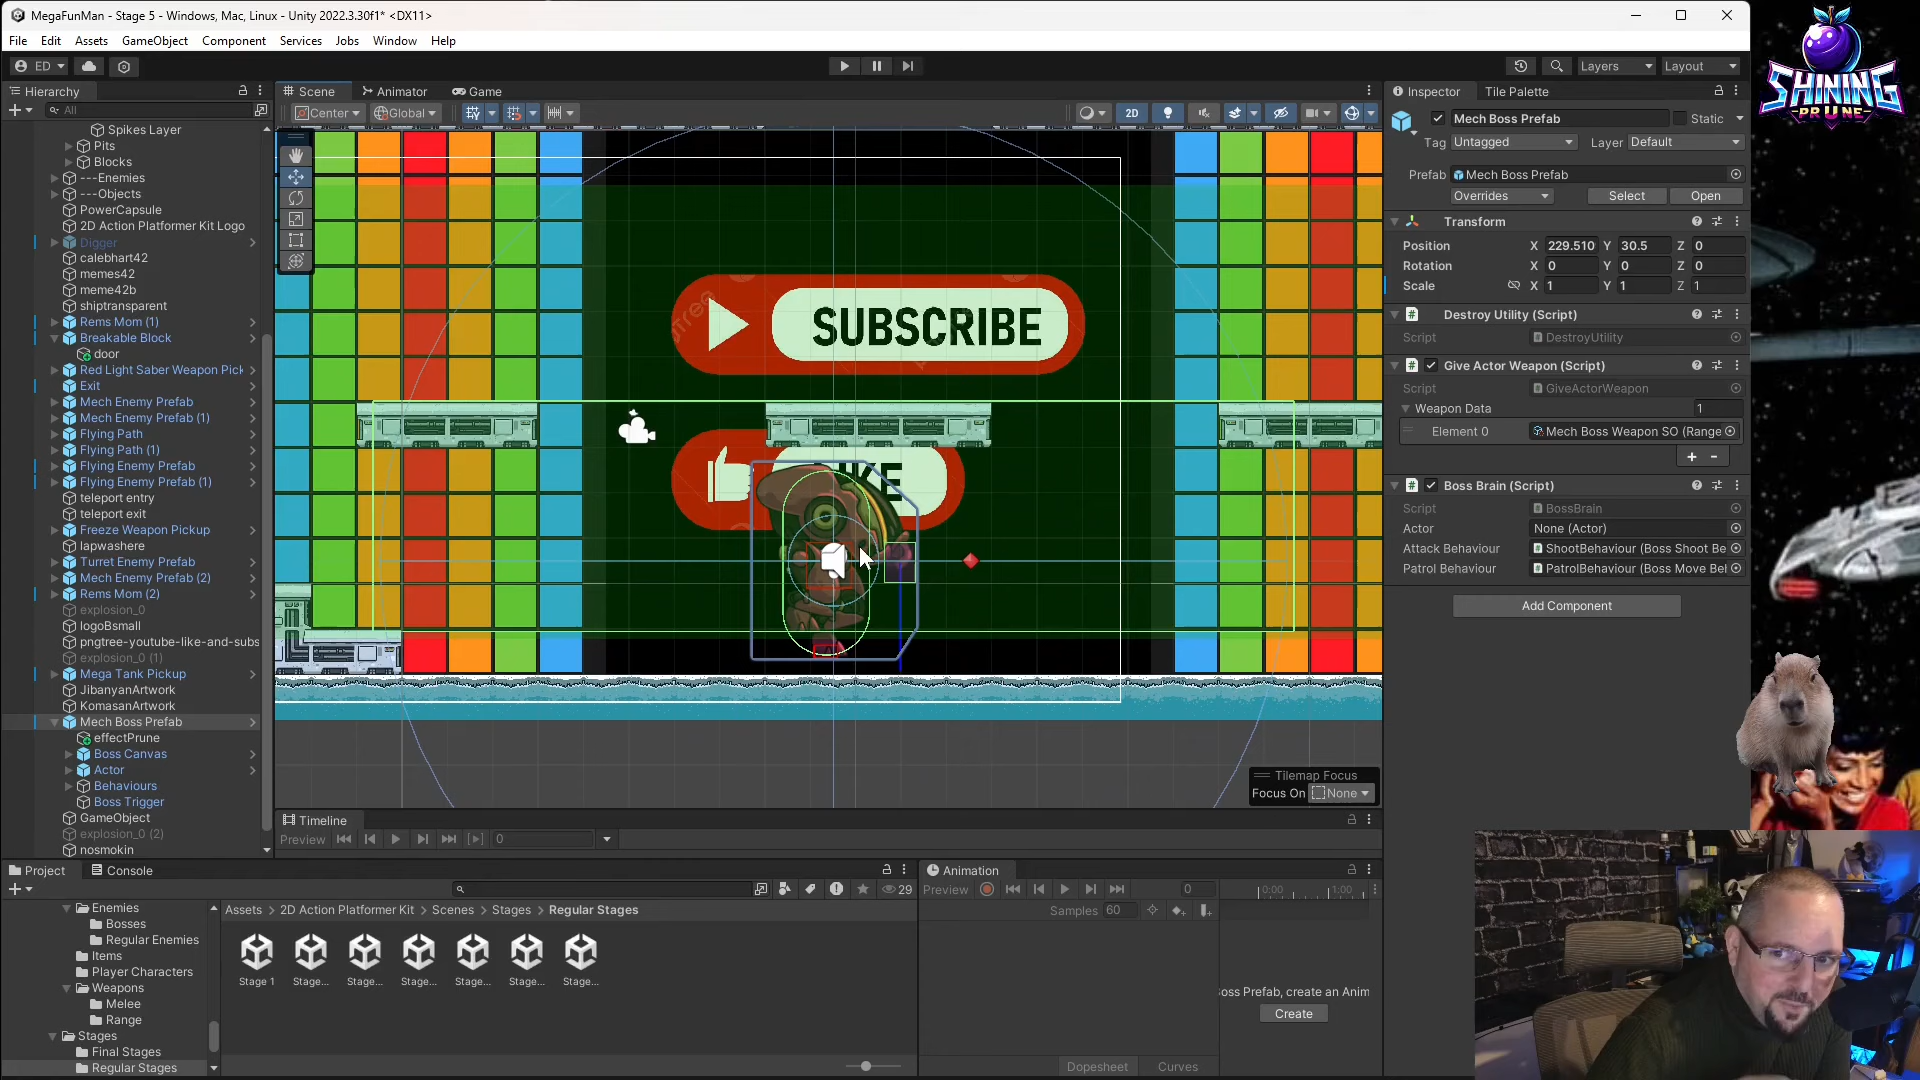 MegaFunMan - Stage 5 - Windows, Mac, Linux - Unity 2022.3.30f1* <DX11>
File Edit Assets GameObject Component Services Jobs Window Help
ED
Layers
Layout
Hierarchy
All
Spikes Layer
Pits
Blocks
---Enemies
---Objects
PowerCapsule
2D Action Platformer Kit Logo
Digger
calebhart42
memes42
meme42b
shiptransparent
Rems Mom (1)
Breakable Block
door
Red Light Saber Weapon Pick
Exit
Mech Enemy Prefab
Mech Enemy Prefab (1)
Flying Path
Flying Path (1)
Flying Enemy Prefab
Flying Enemy Prefab (1)
teleport entry
teleport exit
Freeze Weapon Pickup
lapwashere
Turret Enemy Prefab
Mech Enemy Prefab (2)
Rems Mom (2)
explosion_0
logoBsmall
pngtree-youtube-like-and-subs
explosion_0 (1)
Mega Tank Pickup
JibanyanArtwork
KomasanArtwork
Mech Boss Prefab
effectPrune
Boss Canvas
Actor
Behaviours
Boss Trigger
GameObject
explosion_0 (2)
nosmokin
Scene
Animator
Game
Center
Global
2D
SUBSCRIBE
Tilemap Focus
Focus On
None
Timeline
Preview
0
Inspector
Tile Palette
Mech Boss Prefab
Static
Tag Untagged
Layer Default
Prefab Mech Boss Prefab
Overrides
Select
Open
Transform
Position X 229.510 Y 30.5 Z 0
Rotation X 0 Y 0 Z 0
Scale X 1 Y 1 Z 1
Destroy Utility (Script)
Script DestroyUtility
Give Actor Weapon (Script)
Script GiveActorWeapon
Weapon Data 1
Element 0 Mech Boss Weapon SO (Range
Boss Brain (Script)
Script BossBrain
Actor None (Actor)
Attack Behaviour ShootBehaviour (Boss Shoot Be
Patrol Behaviour PatrolBehaviour (Boss Move Bel
Add Component
SHINING
PRUNE
Project
Console
29
Enemies
Bosses
Regular Enemies
Items
Player Characters
Weapons
Melee
Range
Stages
Final Stages
Regular Stages
Assets > 2D Action Platformer Kit > Scenes > Stages > Regular Stages
Stage 1
Stage...
Stage...
Stage...
Stage...
Stage...
Stage...
Animation
Preview
0
0:00
1:00
Samples 60
Boss Prefab, create an Anim
Create
Dopesheet
Curves